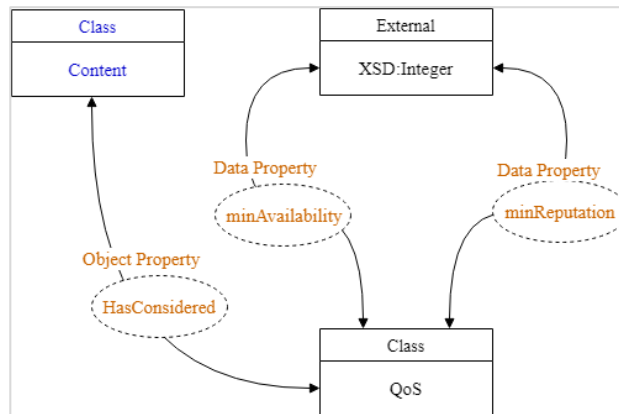 Class
Content
External
XSD:Integer
Data Property
minAvailability
Data Property
minReputation
Object Property
HasConsidered
Class
QoS